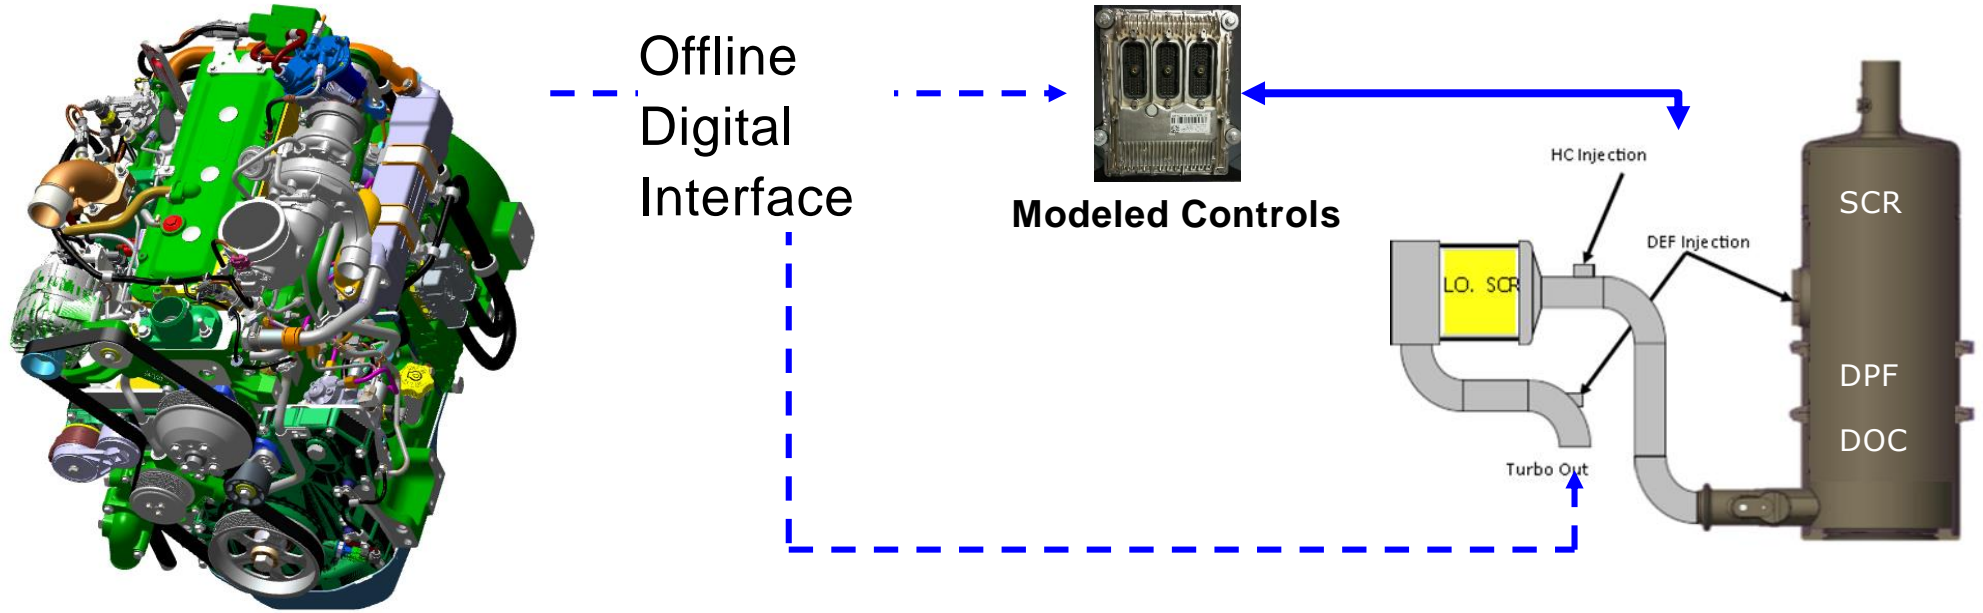 Offline
Digital
Interface
Modeled Controls
HC Injection
DEF Injection
LO. SCR
Turbo Out
SCR
DPF
DOC